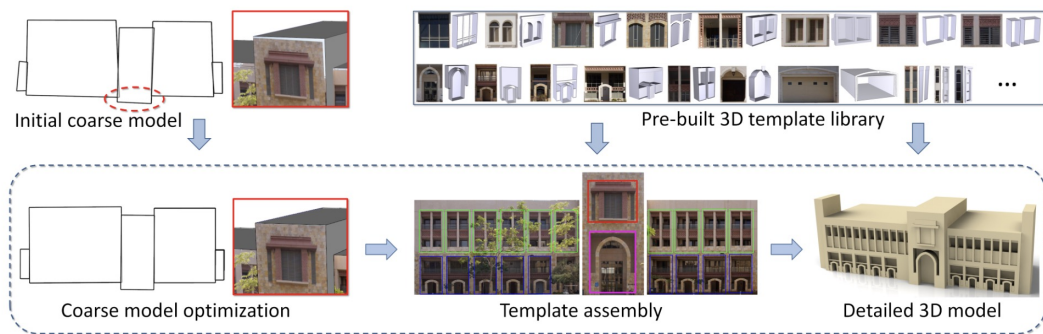 Initial coarse model
Pre-built 3D template library
...
Coarse model optimization
Template assembly
Detailed 3D model